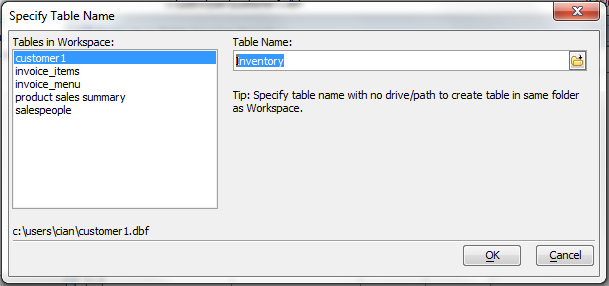 Specify Table Name
Tables in Workspace:
customer1
invoice_items
invoice_menu
product sales summary
salespeople
Table Name:
Inventory
Tip: Specify table name with no drive/path to create table in same folder
as Workspace.
c:\users\cian\customer1.dbf
OK
Cancel